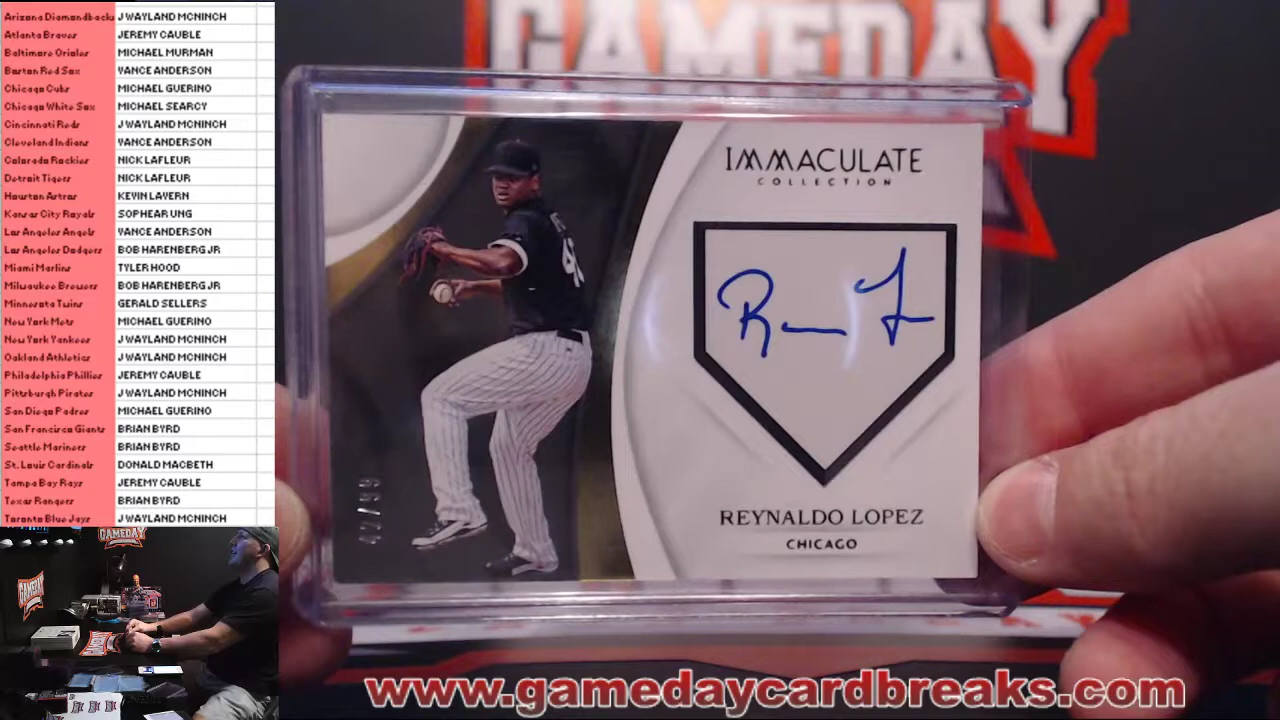 Arizona Diamondbacks J WAYLAND MCNINCH
Atlanta Braves JEREMY CAUBLE
Baltimore Orioles MICHAEL MURMAN
Boston Red Sox VANCE ANDERSON
Chicago Cubs MICHAEL GUERINO
Chicago White Sox MICHAEL SEARCY
Cincinnati Reds J WAYLAND MCNINCH
Cleveland Indians VANCE ANDERSON
Colorado Rockies NICK LAFLEUR
Detroit Tigers NICK LAFLEUR
Houston Astros KEVIN LAVERN
Kansas City Royals SOPHEAR UNG
Los Angeles Angels VANCE ANDERSON
Los Angeles Dodgers BOB HARENBERG JR
Miami Marlins TYLER HOOD
Milwaukee Brewers BOB HARENBERG JR
Minnesota Twins GERALD SELLERS
New York Mets MICHAEL GUERINO
New York Yankees J WAYLAND MCNINCH
Oakland Athletics J WAYLAND MCNINCH
Philadelphia Phillies JEREMY CAUBLE
Pittsburgh Pirates J WAYLAND MCNINCH
San Diego Padres MICHAEL GUERINO
San Francisco Giants BRIAN BYRD
Seattle Mariners BRIAN BYRD
St. Louis Cardinals DONALD MACBETH
Tampa Bay Rays JEREMY CAUBLE
Texas Rangers BRIAN BYRD
Toronto Blue Jays J WAYLAND MCNINCH
GAMEDAY
IMMACULATE
COLLECTION
REYNALDO LOPEZ
CHICAGO
42/99
GAMEDAY
GAMEDAY
www.gamedaycardbreaks.com